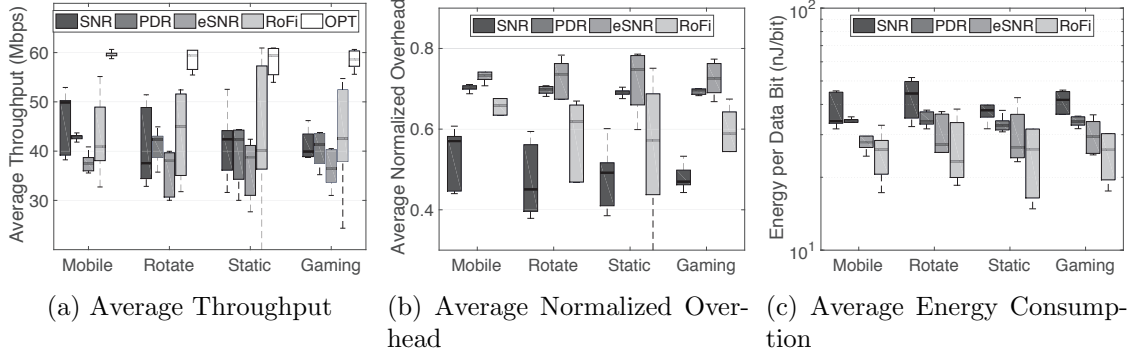 SNR PDR eSNR RoFi OPT
Average Throughput (Mbps)
60
50
40
30
Mobile Rotate Static Gaming
(a) Average Throughput
SNR PDR eSNR RoFi
Average Normalized Overhead
0.8
0.6
0.4
Mobile Rotate Static Gaming
(b) Average Normalized Over-
head
SNR PDR eSNR RoFi
Energy per Data Bit (nJ/bit)
10²
10¹
Mobile Rotate Static Gaming
(c) Average Energy Consump-
tion